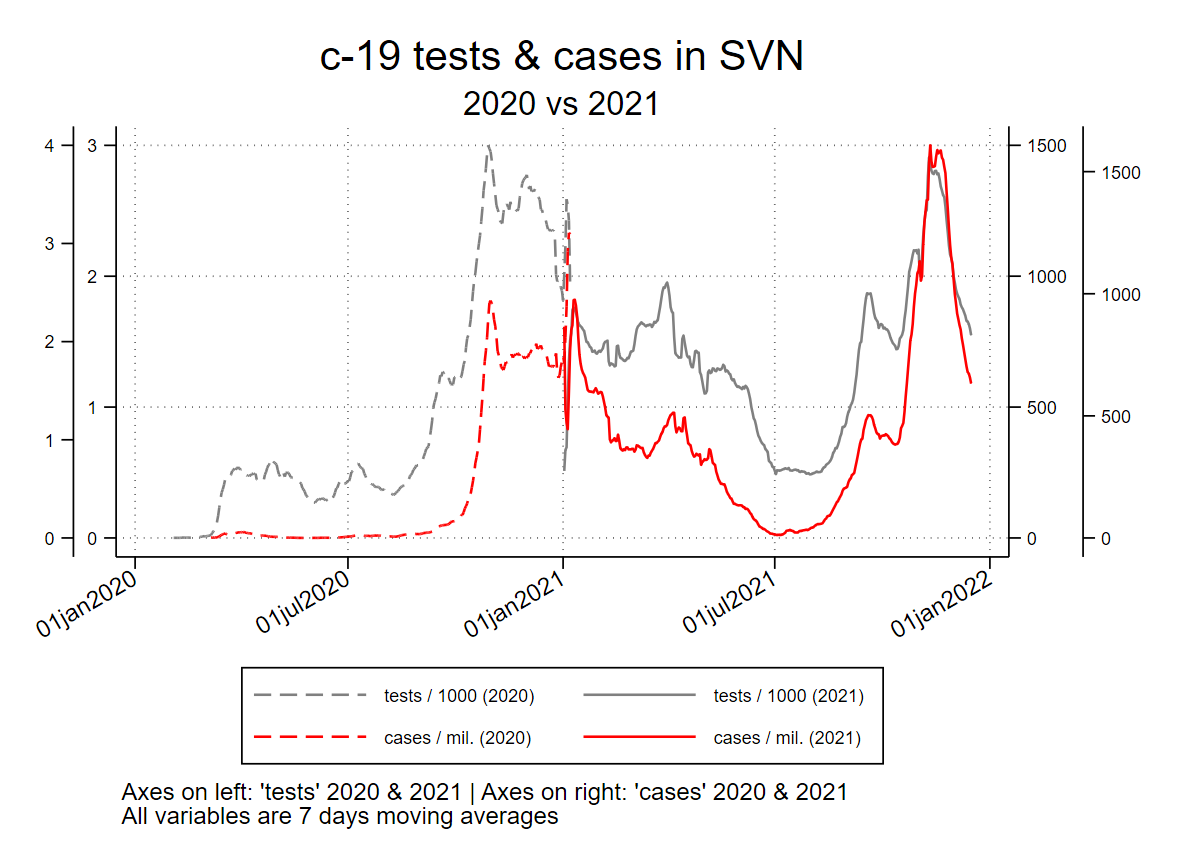 c-19 tests & cases in SVN
2020 vs 2021
4 3 1500
1500
3
2 1000
1000
2
1 500
1
500
0 0 0 0
01jan2020 01jul2020 01jan2021 01jul2021 01jan2022
tests / 1000 (2020) tests / 1000 (2021)
cases / mil. (2020) cases / mil. (2021)
Axes on left: 'tests' 2020 & 2021 | Axes on right: 'cases' 2020 & 2021
All variables are 7 days moving averages